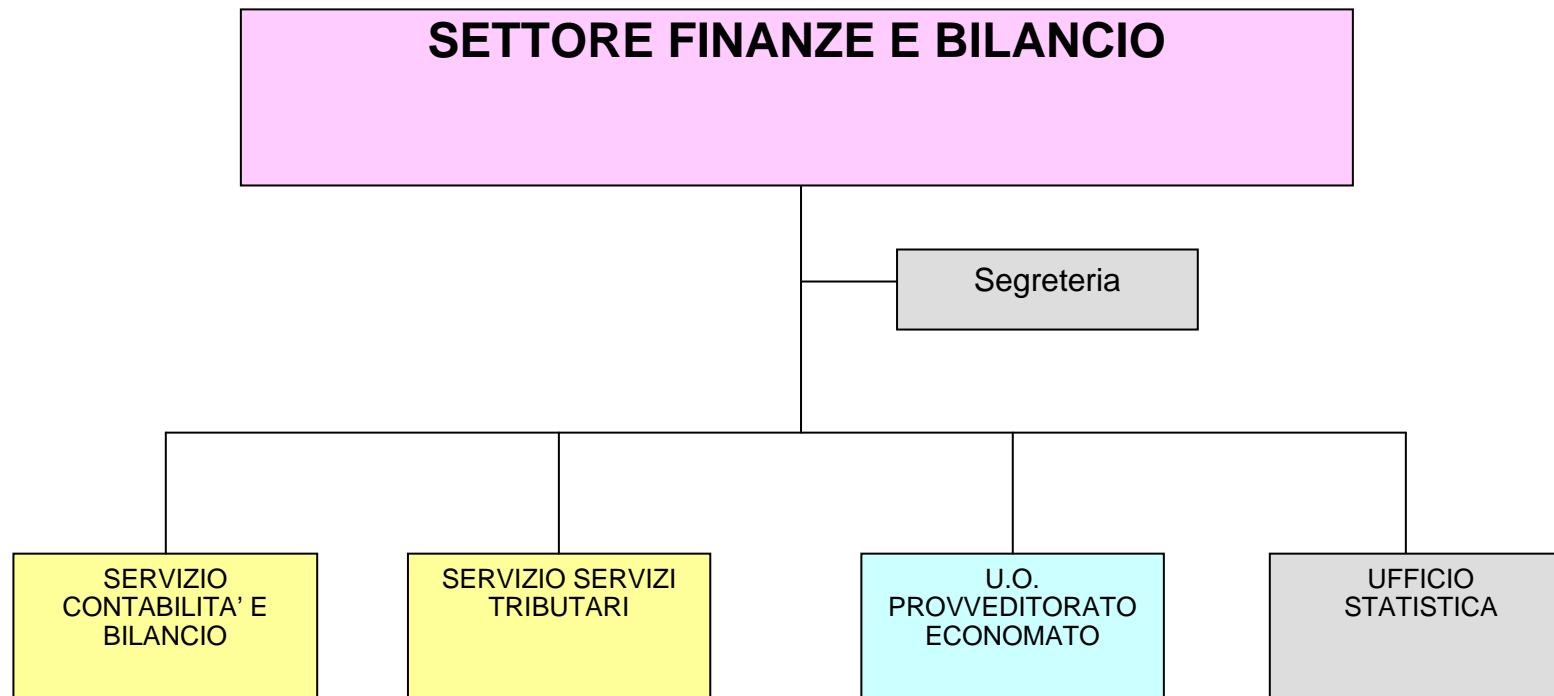 SETTORE FINANZE E BILANCIO
Segreteria
SERVIZIO
CONTABILITA’ E
BILANCIO
SERVIZIO SERVIZI
TRIBUTARI
U.O.
PROVVEDITORATO
ECONOMATO
UFFICIO
STATISTICA